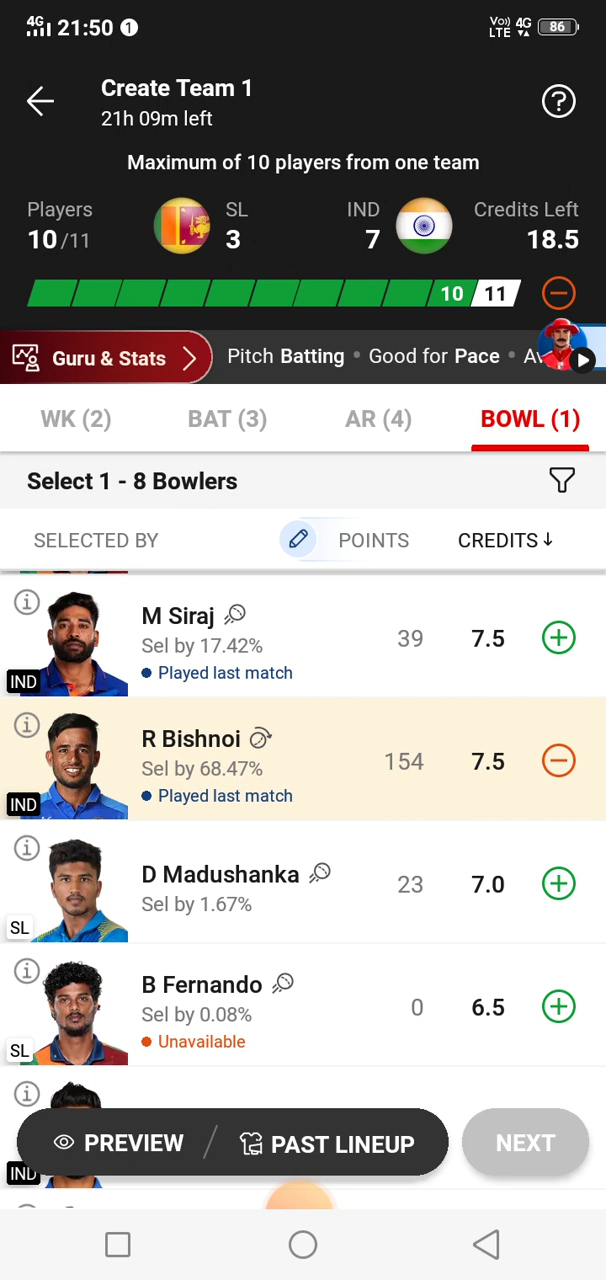 4G 21:50 1 Vo)) LTE 4G 86
Create Team 1
21h 09m left
?
Maximum of 10 players from one team
Players SL IND Credits Left
10/11 3 7 18.5
10 11
Guru & Stats Pitch Batting • Good for Pace • Av
WK (2) BAT (3) AR (4) BOWL (1)
Select 1 - 8 Bowlers
SELECTED BY POINTS CREDITS↓
M Siraj
Sel by 17.42% 39 7.5
IND • Played last match
R Bishnoi
Sel by 68.47% 154 7.5
IND • Played last match
D Madushanka
Sel by 1.67% 23 7.0
SL
B Fernando
Sel by 0.08% 0 6.5
SL • Unavailable
PREVIEW / PAST LINEUP NEXT
IND